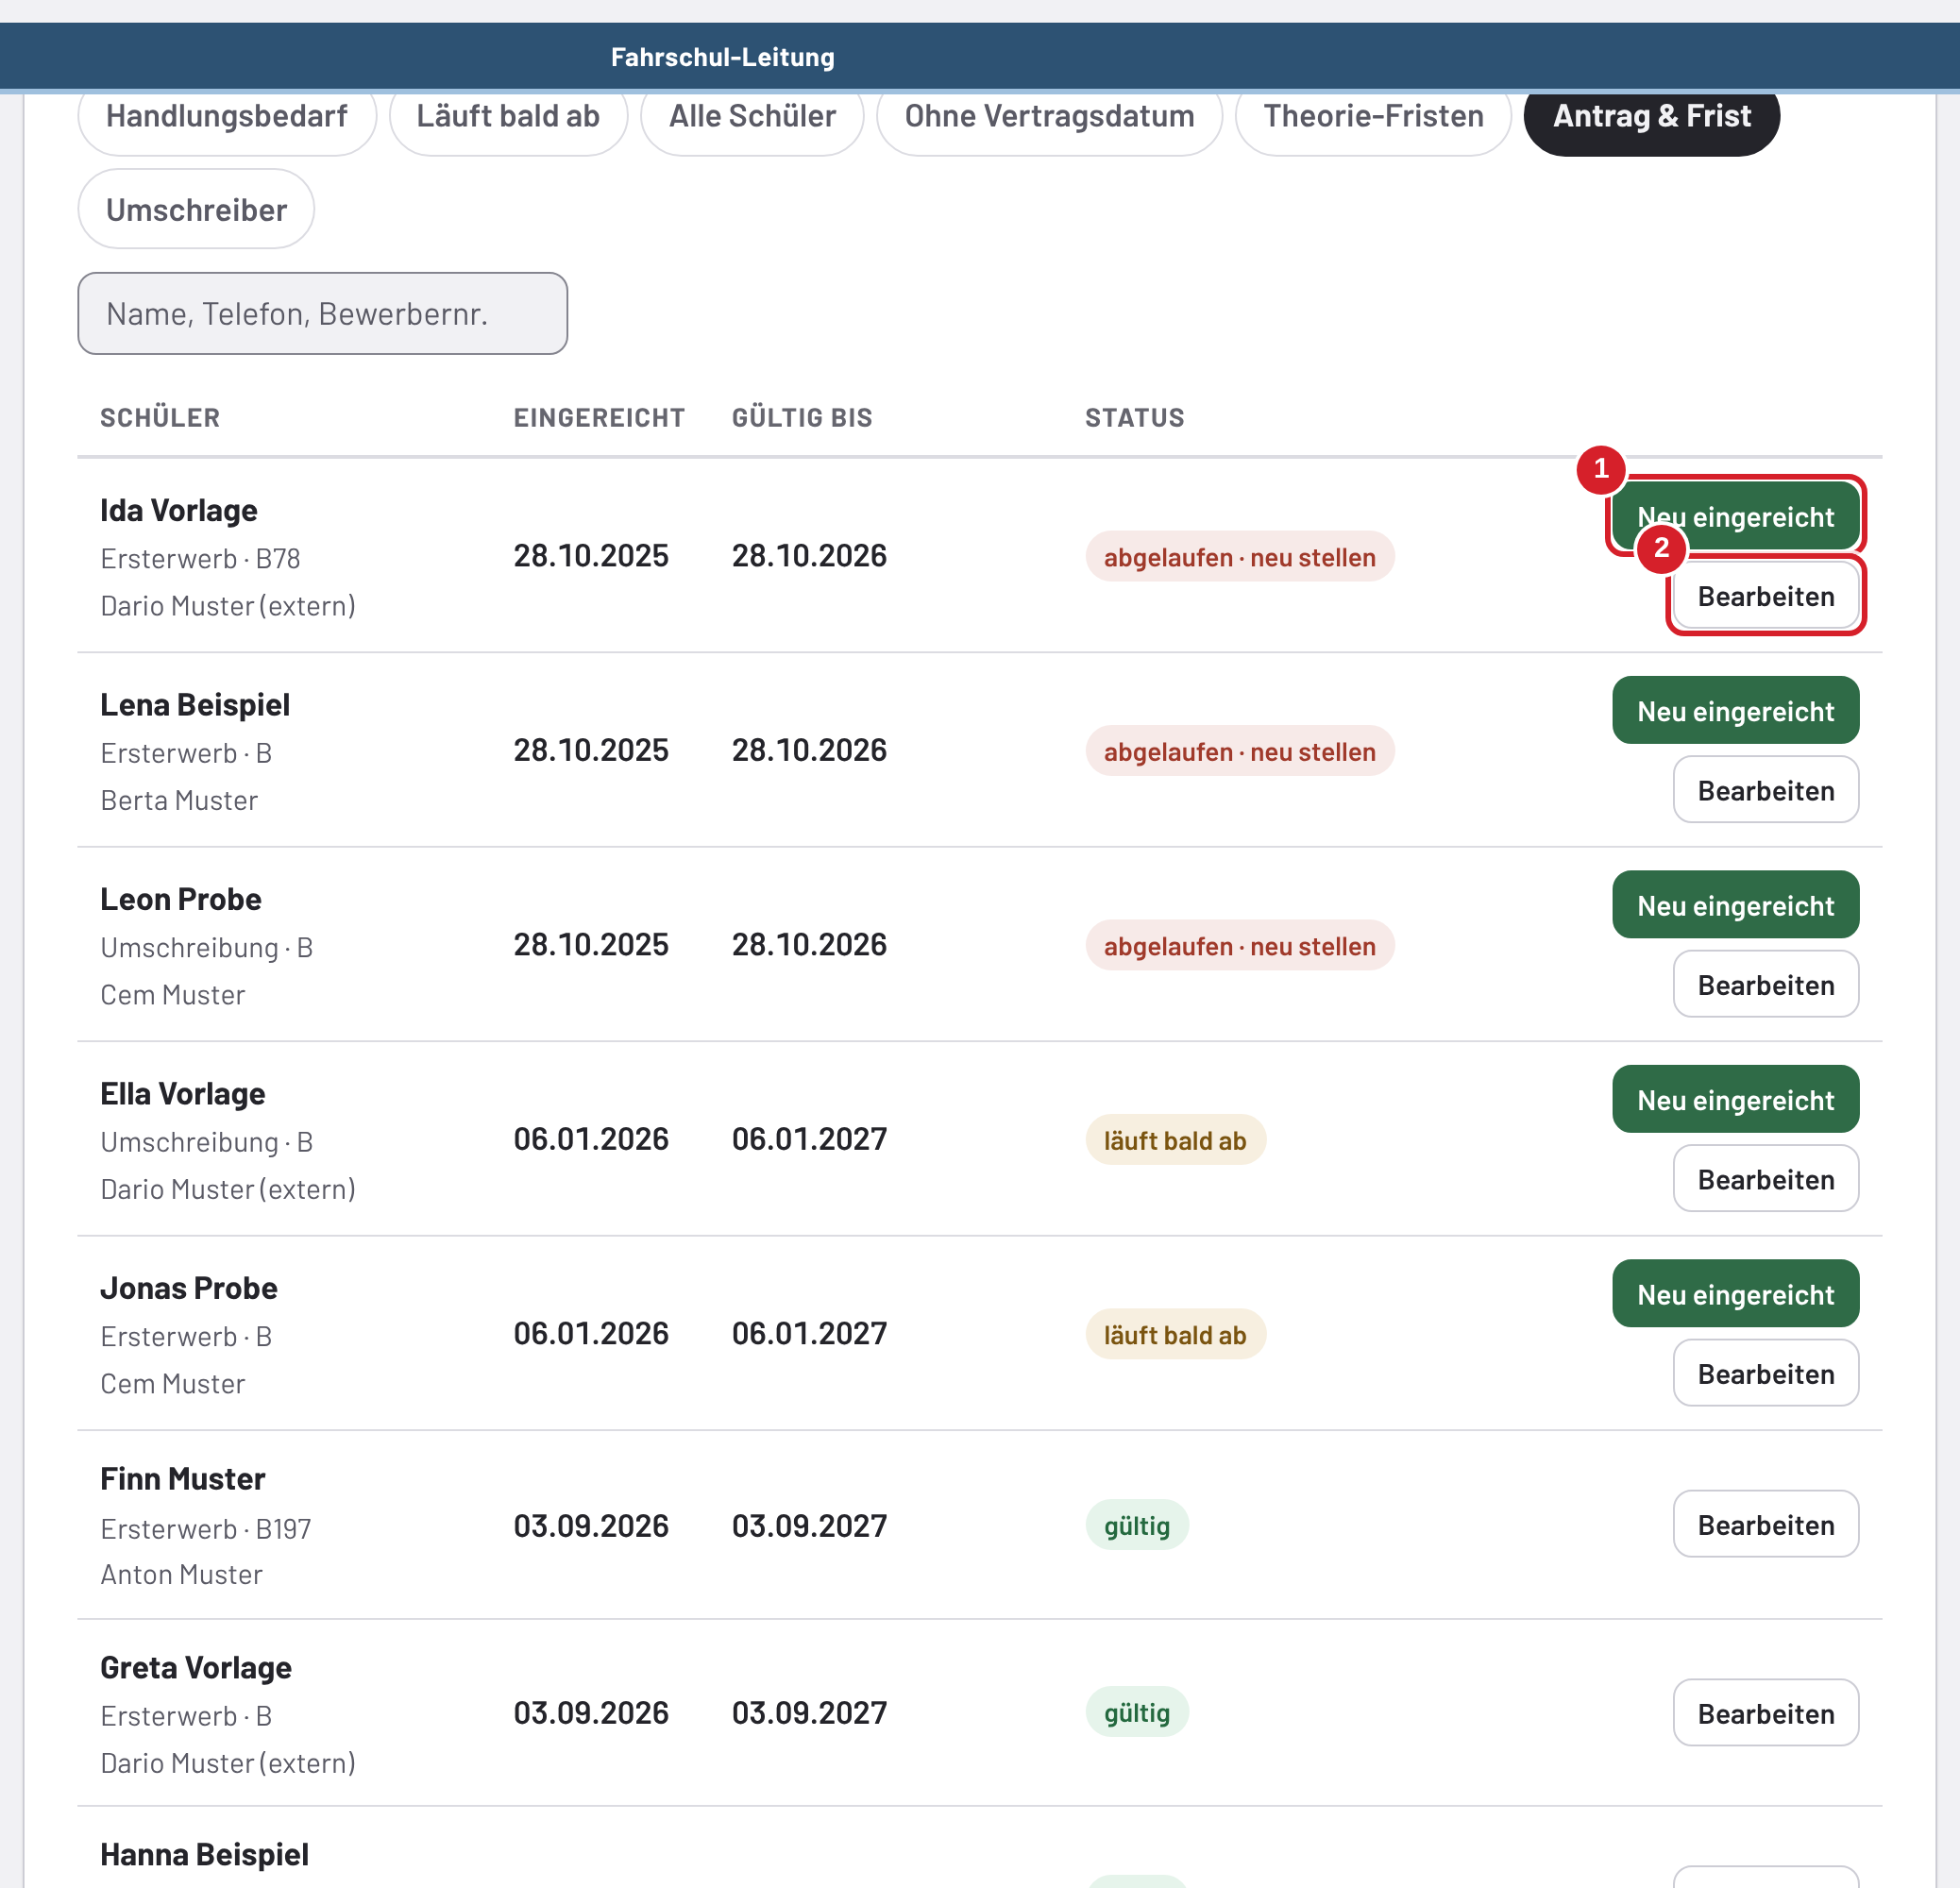 Fahrschul-Leitung
Handlungsbedarf
Läuft bald ab
Alle Schüler
Ohne Vertragsdatum
Theorie-Fristen
Antrag & Frist
Umschreiber
Name, Telefon, Bewerbernr.
SCHÜLER
EINGEREICHT
GÜLTIG BIS
STATUS
Ida Vorlage
Ersterwerb · B78
Dario Muster (extern)
28.10.2025
28.10.2026
abgelaufen · neu stellen
1
Neu eingereicht
2
Bearbeiten
Lena Beispiel
Ersterwerb · B
Berta Muster
28.10.2025
28.10.2026
abgelaufen · neu stellen
Neu eingereicht
Bearbeiten
Leon Probe
Umschreibung · B
Cem Muster
28.10.2025
28.10.2026
abgelaufen · neu stellen
Neu eingereicht
Bearbeiten
Ella Vorlage
Umschreibung · B
Dario Muster (extern)
06.01.2026
06.01.2027
läuft bald ab
Neu eingereicht
Bearbeiten
Jonas Probe
Ersterwerb · B
Cem Muster
06.01.2026
06.01.2027
läuft bald ab
Neu eingereicht
Bearbeiten
Finn Muster
Ersterwerb · B197
Anton Muster
03.09.2026
03.09.2027
gültig
Bearbeiten
Greta Vorlage
Ersterwerb · B
Dario Muster (extern)
03.09.2026
03.09.2027
gültig
Bearbeiten
Hanna Beispiel